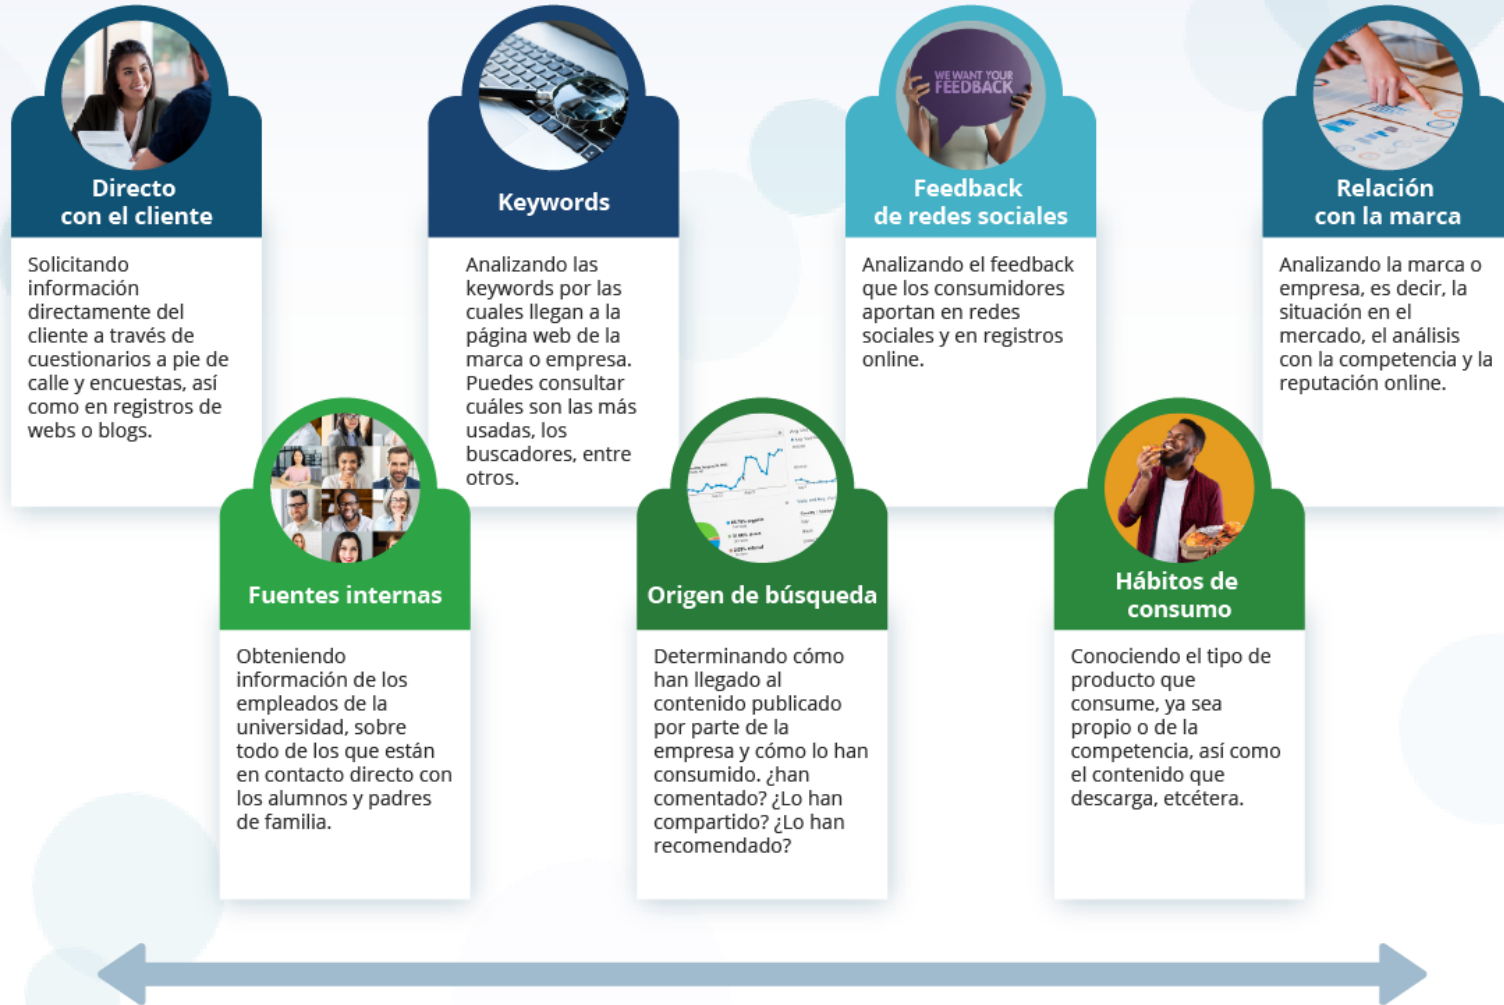 Directo
con el cliente
Solicitando
información
directamente del
cliente a través de
cuestionarios a pie de
calle y encuestas, así
como en registros de
webs o blogs.
Fuentes internas
Obteniendo
información de los
empleados de la
universidad, sobre
todo de los que están
en contacto directo con
los alumnos y padres
de familia.
Keywords
Analizando las
keywords por las
cuales llegan a la
página web de la
marca o empresa.
Puedes consultar
cuáles son las más
usadas, los
buscadores, entre
otros.
Origen de búsqueda
Determinando cómo
han llegado al
contenido publicado
por parte de la
empresa y cómo lo han
consumido. ¿han
comentado? ¿Lo han
compartido? ¿Lo han
recomendado?
WE WANT YOUR
FEEDBACK
Feedback
de redes sociales
Analizando el feedback
que los consumidores
aportan en redes
sociales y en registros
online.
Hábitos de
consumo
Conociendo el tipo de
producto que
consume, ya sea
propio o de la
competencia, así como
el contenido que
descarga, etcétera.
Relación
con la marca
Analizando la marca o
empresa, es decir, la
situación en el
mercado, el análisis
con la competencia y la
reputación online.